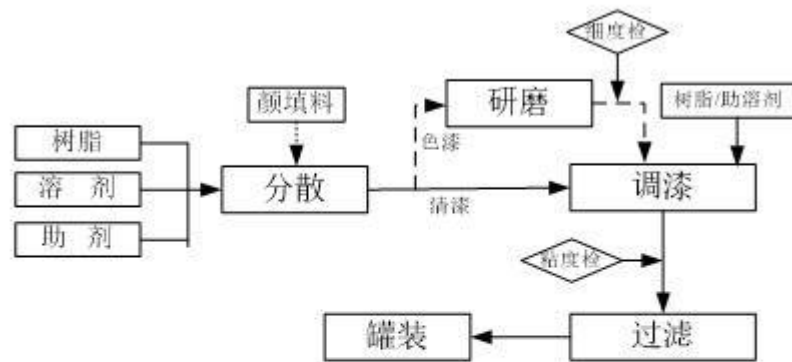 细度检
颜填料
研磨
树脂/助溶剂
树脂
色漆
溶 剂
分散
调漆
清漆
助 剂
粘度检
罐装
过滤